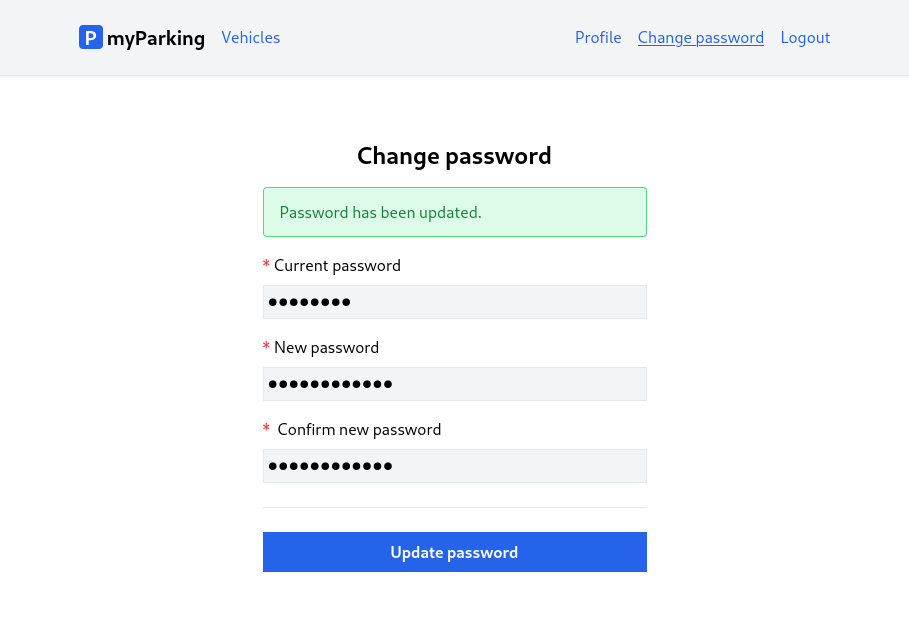 P myParking Vehicles Profile Change password Logout
Change password
Password has been updated.
* Current password
●●●●●●●●
* New password
●●●●●●●●●●●●
* Confirm new password
●●●●●●●●●●●●
Update password